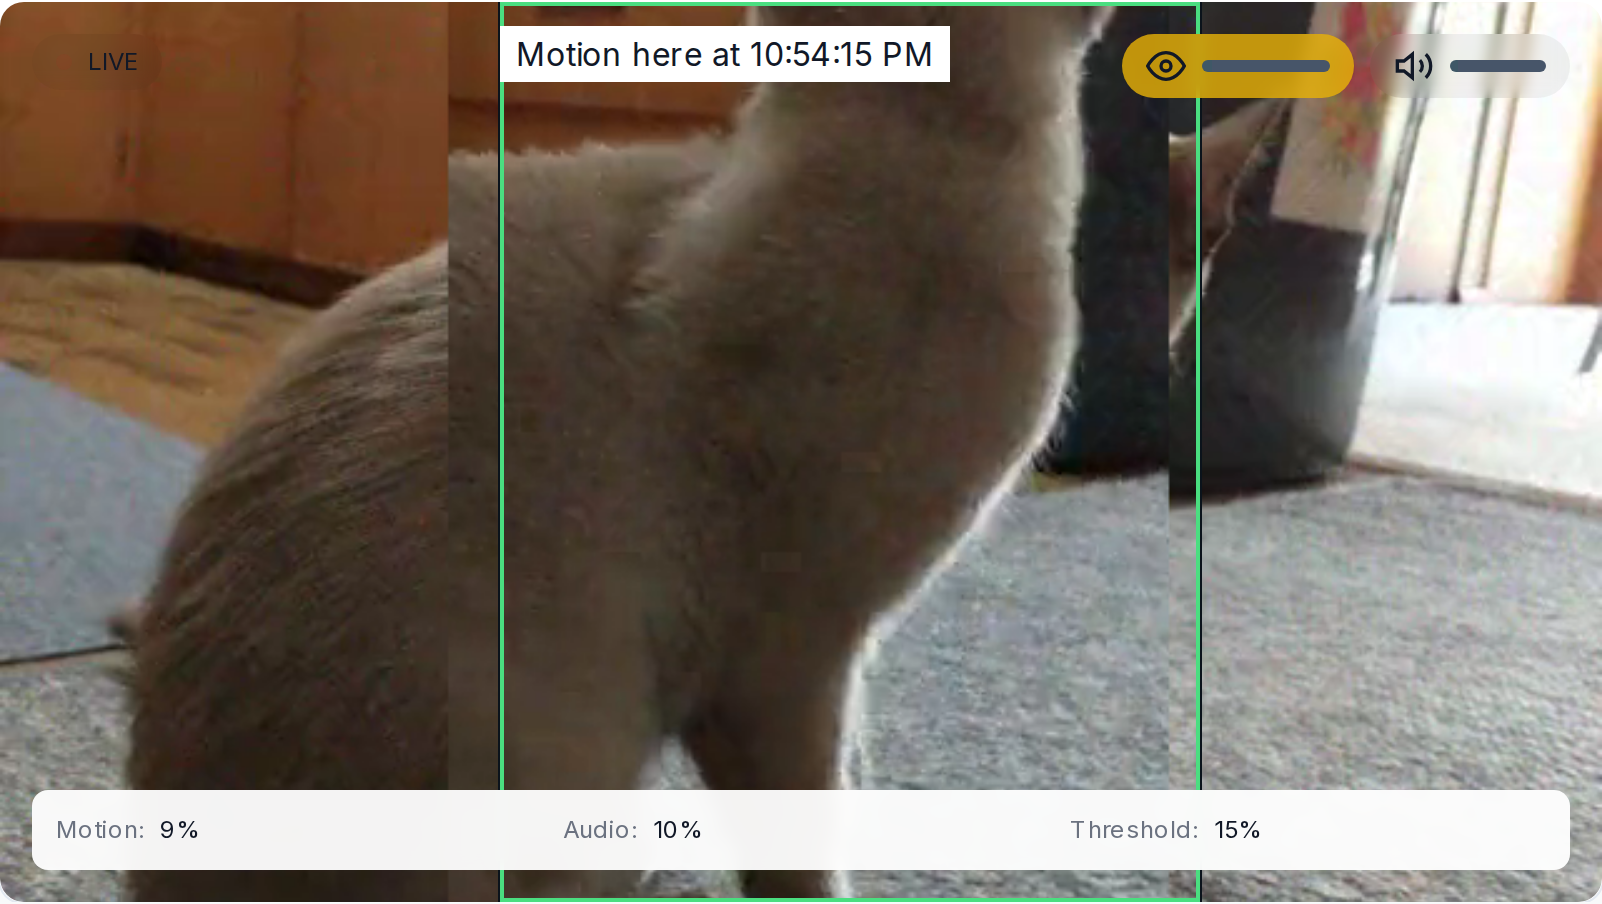 LIVE
Motion here at 10:54:15 PM
Motion: 9%
Audio: 10%
Threshold: 15%